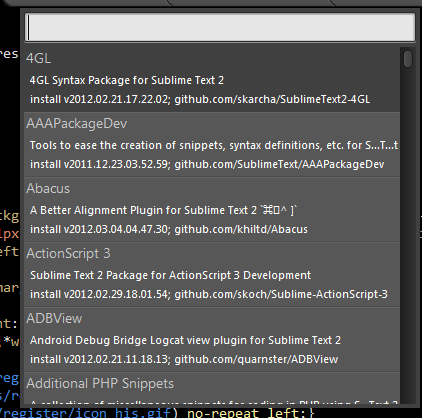 res
4GL
4GL Syntax Package for Sublime Text 2
install v2012.02.21.17.22.02; github.com/skarcha/SublimeText2-4GL
AAAPackageDev
Tools to ease the creation of snippets, syntax definitions, etc. for S...T...t
install v2011.12.23.03.52.59; github.com/SublimeText/AAAPackageDev
Abacus
A Better Alignment Plugin for Sublime Text 2 `⌘▯^ ]`
ckg
install v2012.03.04.04.47.30; github.com/khiltd/Abacus
lpx
eft
ActionScript 3
Sublime Text 2 Package for ActionScript 3 Development
mar
install v2012.02.29.18.01.54; github.com/skoch/Sublime-ActionScript-3
nt:
ADBView
*w
Android Debug Bridge Logcat view plugin for Sublime Text 2
install v2012.02.21.11.18.13; github.com/quarnster/ADBView
/reg
Additional PHP Snippets
s/r
/register/icon_his.gif) no-repeat left;}